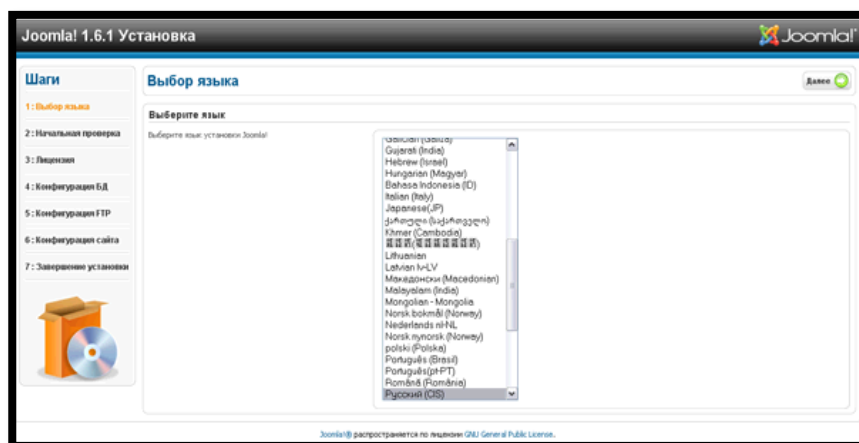 Joomla! 1.6.1 Установка
Joomla!
Шаги
1 : Выбор языка
2 : Начальная проверка
3 : Лицензия
4 : Конфигурация БД
5 : Конфигурация FTP
6 : Конфигурация сайта
7 : Завершение установки
Выбор языка
Далее
Выберите язык
Выберите язык установки Joomla!
Galician (Galiza)
Gujarati (India)
Hebrew (Israel)
Hungarian (Magyar)
Bahasa Indonesia (ID)
Italian (Italy)
Japanese(JP)
ქართული (საქართველო)
Khmer (Cambodia)
Lithuanian
Latvian lv-LV
Македонски (Macedonian)
Malayalam (India)
Mongolian - Mongolia
Norsk bokmål (Norway)
Nederlands nl-NL
Norsk nynorsk (Norway)
polski (Polska)
Português (Brasil)
Português(pt-PT)
Română (România)
Русский (CIS)
Joomla!® распространяется по лицензии GNU General Public License.